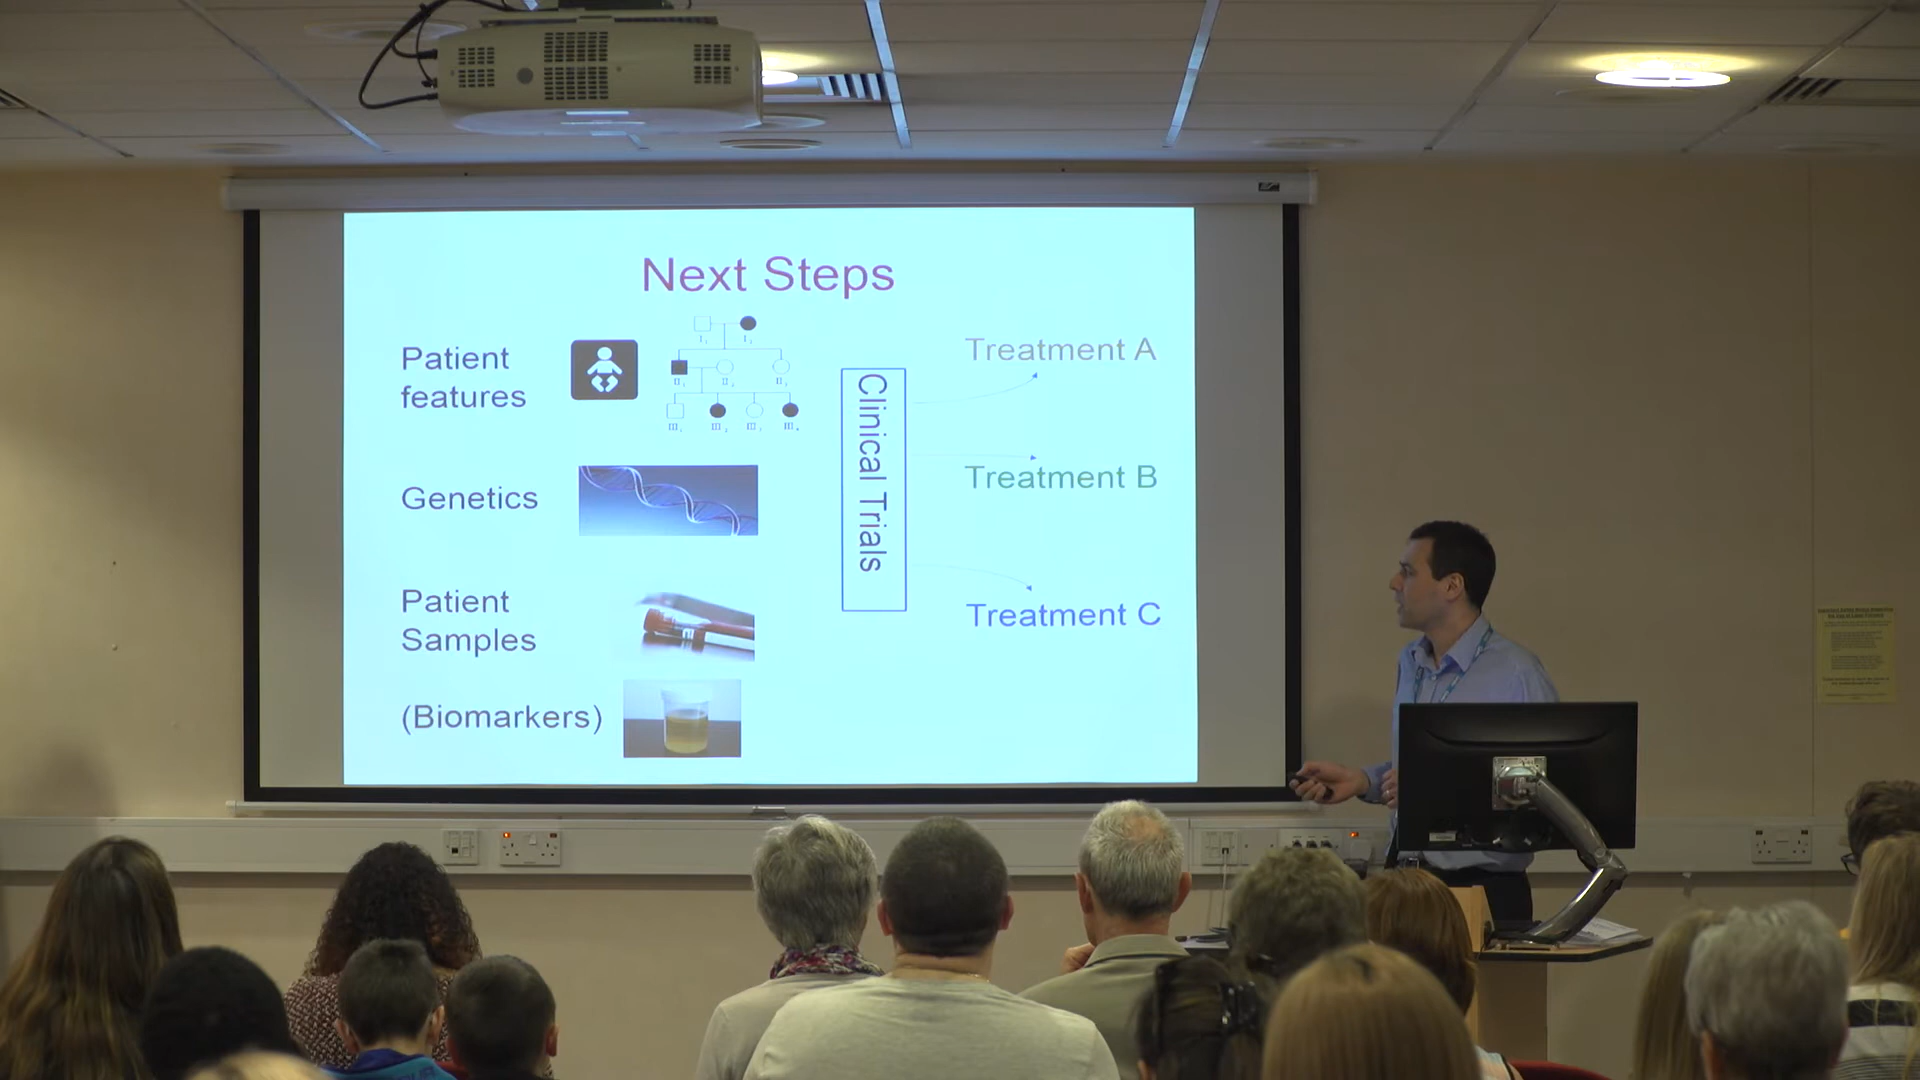 Next Steps
Patient
features
Genetics
Patient
Samples
(Biomarkers)
Clinical Trials
Treatment A
Treatment B
Treatment C